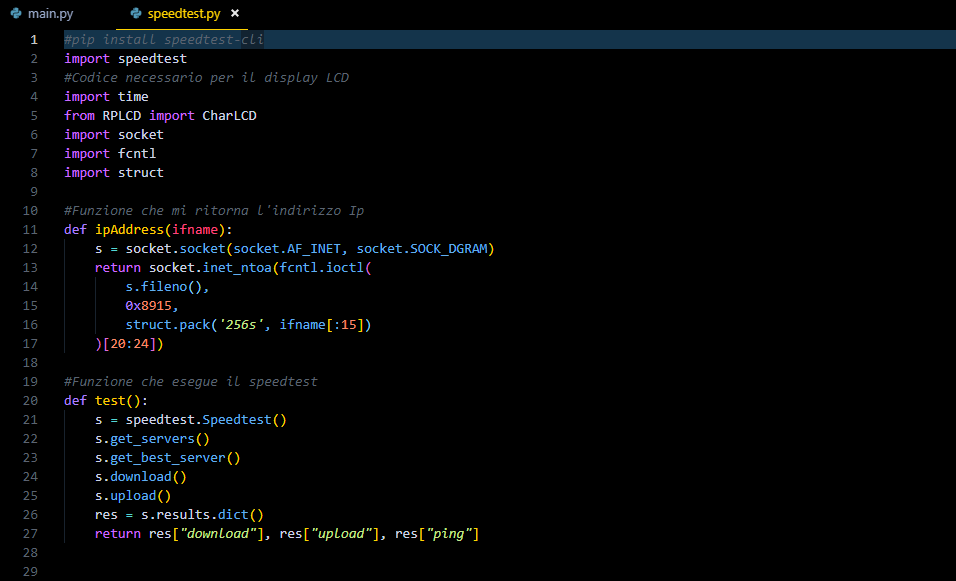 main.py speedtest.py ×
1 #pip install speedtest-cli
2 import speedtest
3 #Codice necessario per il display LCD
4 import time
5 from RPLCD import CharLCD
6 import socket
7 import fcntl
8 import struct
9
10 #Funzione che mi ritorna l'indirizzo Ip
11 def ipAddress(ifname):
12     s = socket.socket(socket.AF_INET, socket.SOCK_DGRAM)
13     return socket.inet_ntoa(fcntl.ioctl(
14         s.fileno(),
15         0x8915,
16         struct.pack('256s', ifname[:15])
17     )[20:24])
18
19 #Funzione che esegue il speedtest
20 def test():
21     s = speedtest.Speedtest()
22     s.get_servers()
23     s.get_best_server()
24     s.download()
25     s.upload()
26     res = s.results.dict()
27     return res["download"], res["upload"], res["ping"]
28
29